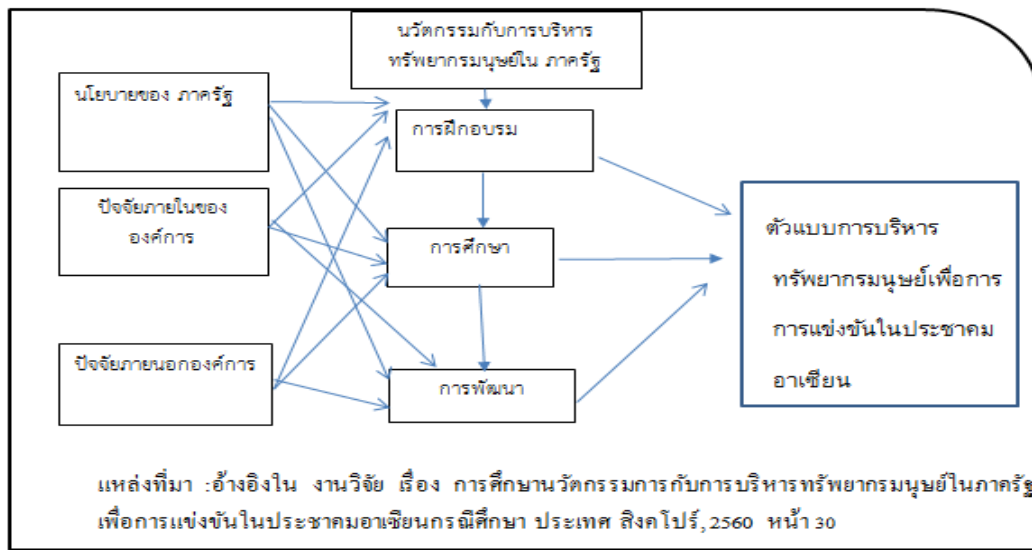 นวัตกรรมกับการบริหาร
ทรัพยากรมนุษย์ใน ภาครัฐ
นโยบายของ ภาครัฐ
การฝึกอบรม
ปัจจัยภายในของ
องค์การ
การศึกษา
ตัวแบบการบริหาร
ทรัพยากรมนุษย์เพื่อการ
การแข่งขันในประชาคม
อาเซียน
ปัจจัยภายนอกองค์การ
การพัฒนา
แหล่งที่มา :อ้างอิงใน งานวิจัย เรื่อง การศึกษานวัตกรรมการกับการบริหารทรัพยากรมนุษย์ในภาครัฐ
เพื่อการแข่งขันในประชาคมอาเซียนกรณีศึกษา ประเทศ สิงคโปร์, 2560 หน้า 30